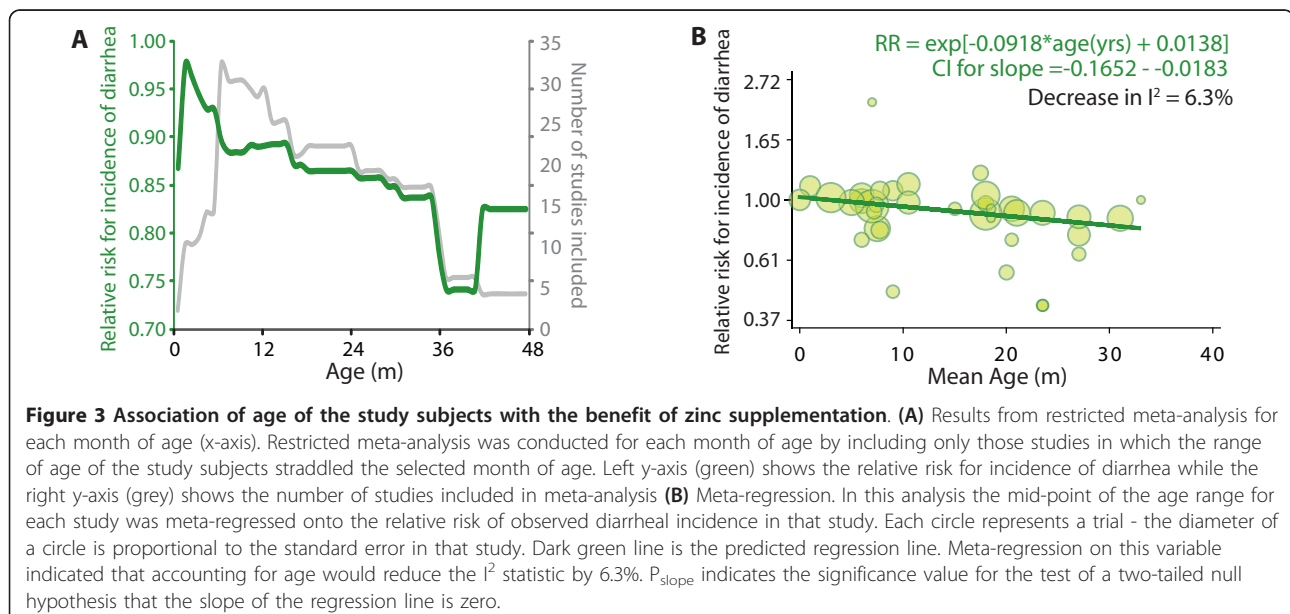 A
B
1.00
0.95
0.90
0.85
0.80
0.75
0.70
Relative risk for incidence of diarrhea
35
30
25
20
15
10
5
0
Number of studies included
0 12 24 36 48
Age (m)
RR = exp[-0.0918*age(yrs) + 0.0138]
CI for slope =-0.1652 - -0.0183
Decrease in I² = 6.3%
2.72
1.65
1.00
0.61
0.37
Relative risk for incidence of diarrhea
0 10 20 30 40
Mean Age (m)
Figure 3 Association of age of the study subjects with the benefit of zinc supplementation. (A) Results from restricted meta-analysis for
each month of age (x-axis). Restricted meta-analysis was conducted for each month of age by including only those studies in which the range
of age of the study subjects straddled the selected month of age. Left y-axis (green) shows the relative risk for incidence of diarrhea while the
right y-axis (grey) shows the number of studies included in meta-analysis (B) Meta-regression. In this analysis the mid-point of the age range for
each study was meta-regressed onto the relative risk of observed diarrheal incidence in that study. Each circle represents a trial - the diameter of
a circle is proportional to the standard error in that study. Dark green line is the predicted regression line. Meta-regression on this variable
indicated that accounting for age would reduce the I² statistic by 6.3%. Pslope indicates the significance value for the test of a two-tailed null
hypothesis that the slope of the regression line is zero.